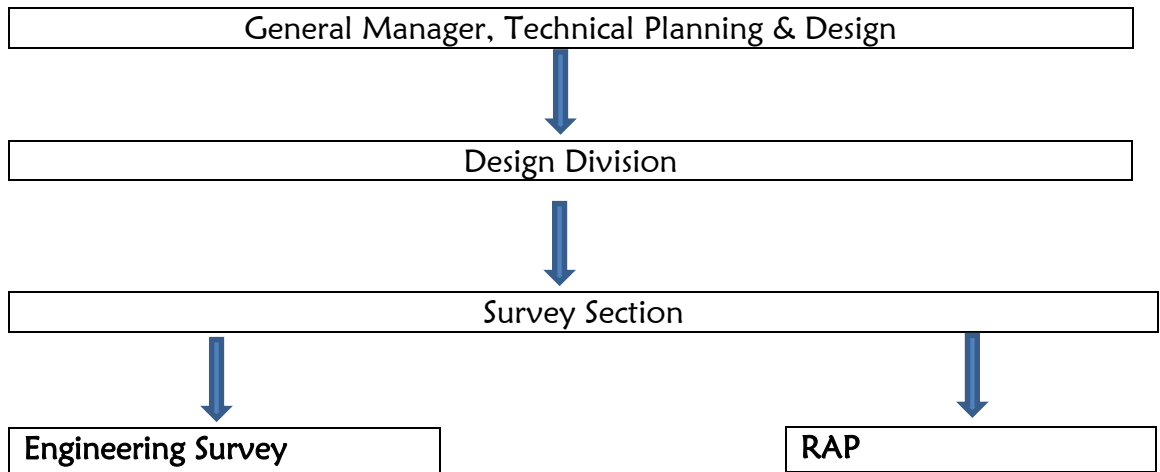 General Manager, Technical Planning & Design
Design Division
Survey Section
Engineering Survey
RAP